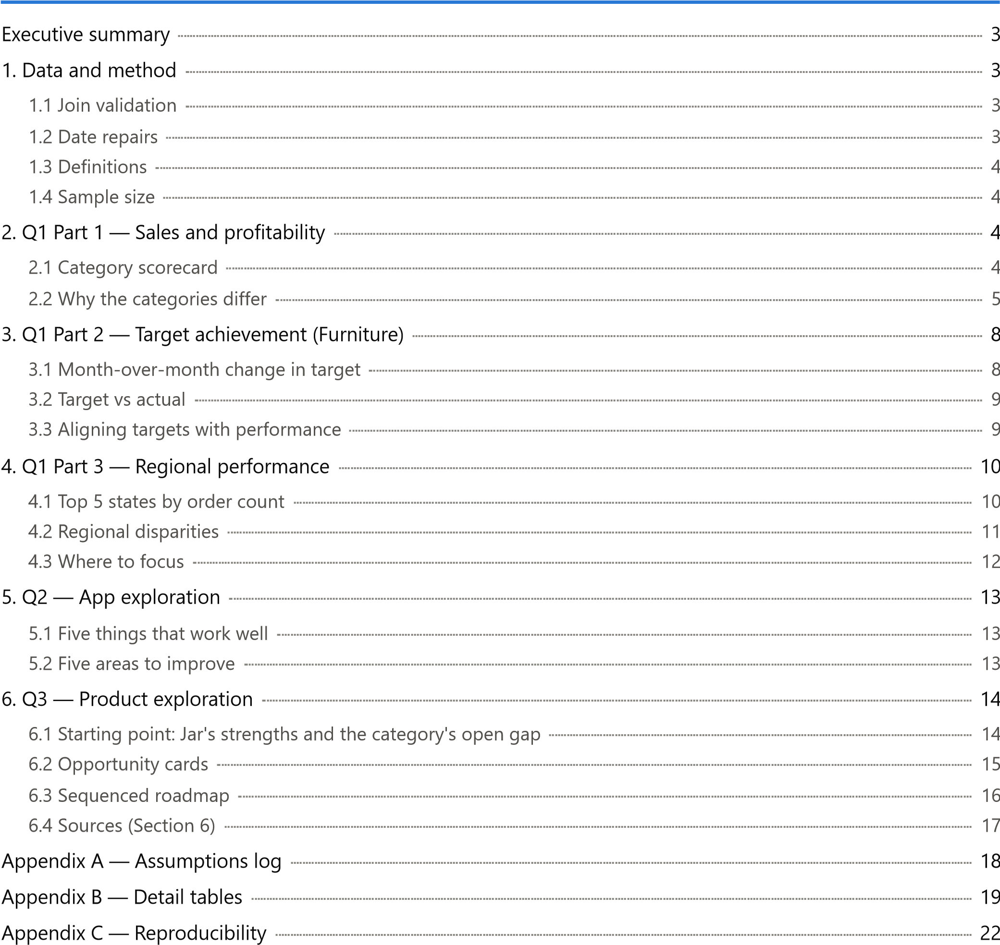 Executive summary 3
1. Data and method 3
1.1 Join validation 3
1.2 Date repairs 3
1.3 Definitions 4
1.4 Sample size 4
2. Q1 Part 1 — Sales and profitability 4
2.1 Category scorecard 4
2.2 Why the categories differ 5
3. Q1 Part 2 — Target achievement (Furniture) 8
3.1 Month-over-month change in target 8
3.2 Target vs actual 9
3.3 Aligning targets with performance 9
4. Q1 Part 3 — Regional performance 10
4.1 Top 5 states by order count 10
4.2 Regional disparities 11
4.3 Where to focus 12
5. Q2 — App exploration 13
5.1 Five things that work well 13
5.2 Five areas to improve 13
6. Q3 — Product exploration 14
6.1 Starting point: Jar's strengths and the category's open gap 14
6.2 Opportunity cards 15
6.3 Sequenced roadmap 16
6.4 Sources (Section 6) 17
Appendix A — Assumptions log 18
Appendix B — Detail tables 19
Appendix C — Reproducibility 22